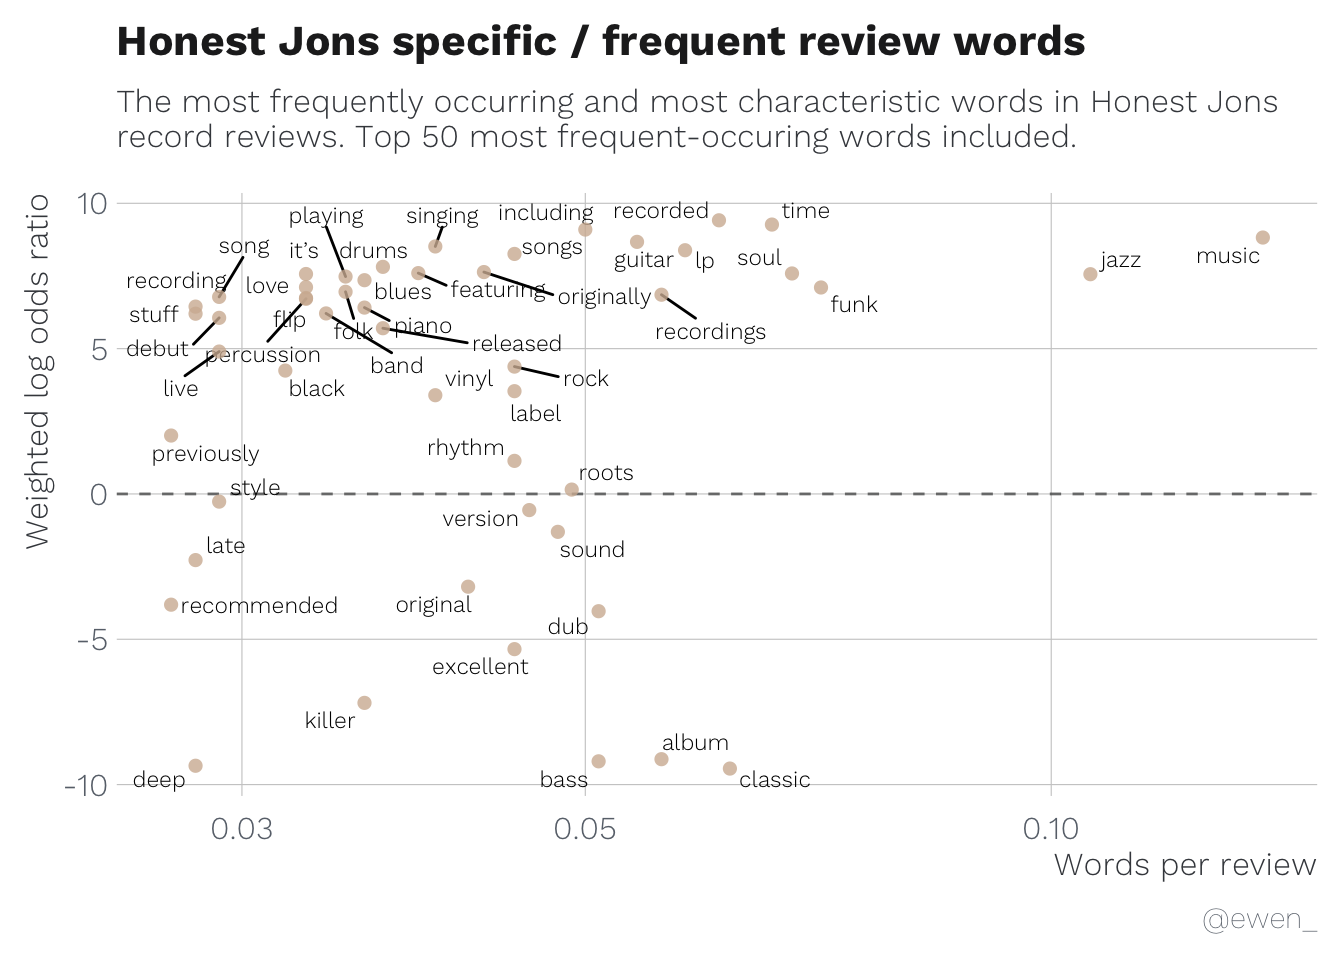 Honest Jons specific / frequent review words
The most frequently occurring and most characteristic words in Honest Jons
record reviews. Top 50 most frequent-occuring words included.
Weighted log odds ratio
10
5
0
-5
-10
playing
singing
including
recorded
time
song
it's
drums
songs
guitar
lp
soul
jazz
music
recording
love
blues
featuring
originally
funk
stuff
flip
folk
piano
recordings
debut
percussion
released
band
live
black
vinyl
rock
label
previously
rhythm
style
roots
version
late
sound
recommended
original
dub
excellent
killer
album
deep
bass
classic
0.03
0.05
0.10
Words per review
@ewen_